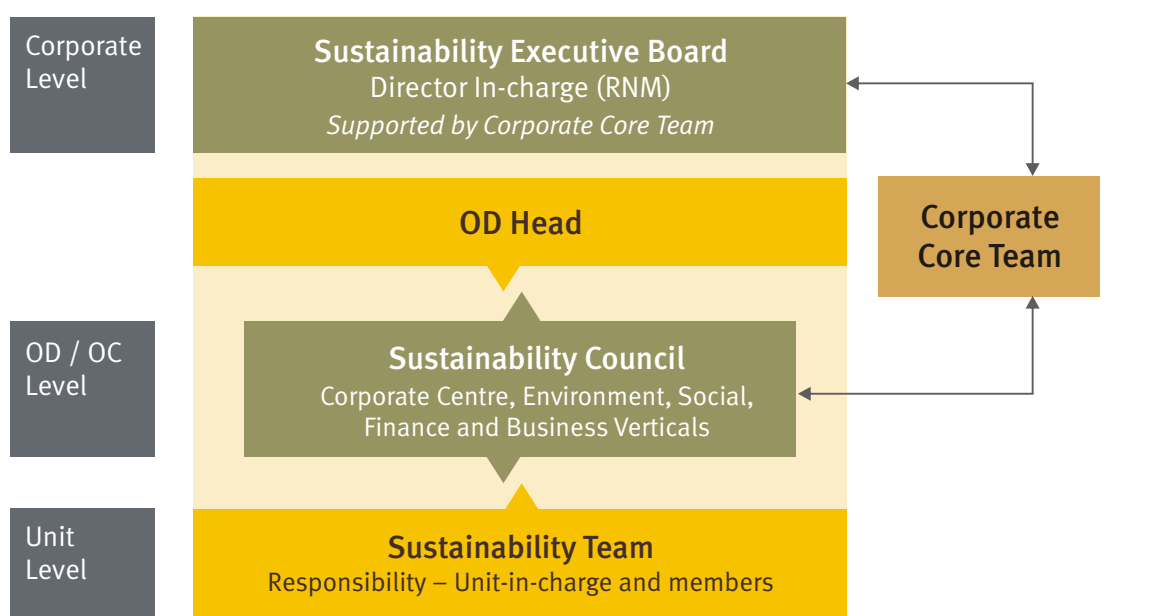 Corporate
Level
Sustainability Executive Board
Director In-charge (RNM)
Supported by Corporate Core Team
OD Head
Corporate
Core Team
OD / OC
Level
Sustainability Council
Corporate Centre, Environment, Social,
Finance and Business Verticals
Unit
Level
Sustainability Team
Responsibility – Unit-in-charge and members